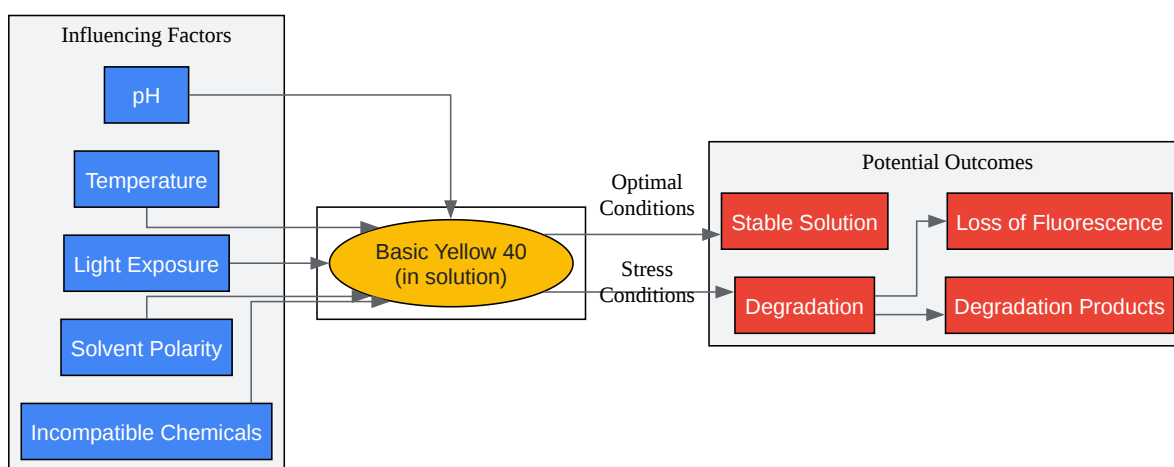 Influencing Factors
pH
Temperature
Light Exposure
Solvent Polarity
Incompatible Chemicals
Basic Yellow 40
(in solution)
Optimal
Conditions
Stress
Conditions
Potential Outcomes
Stable Solution
Loss of Fluorescence
Degradation
Degradation Products